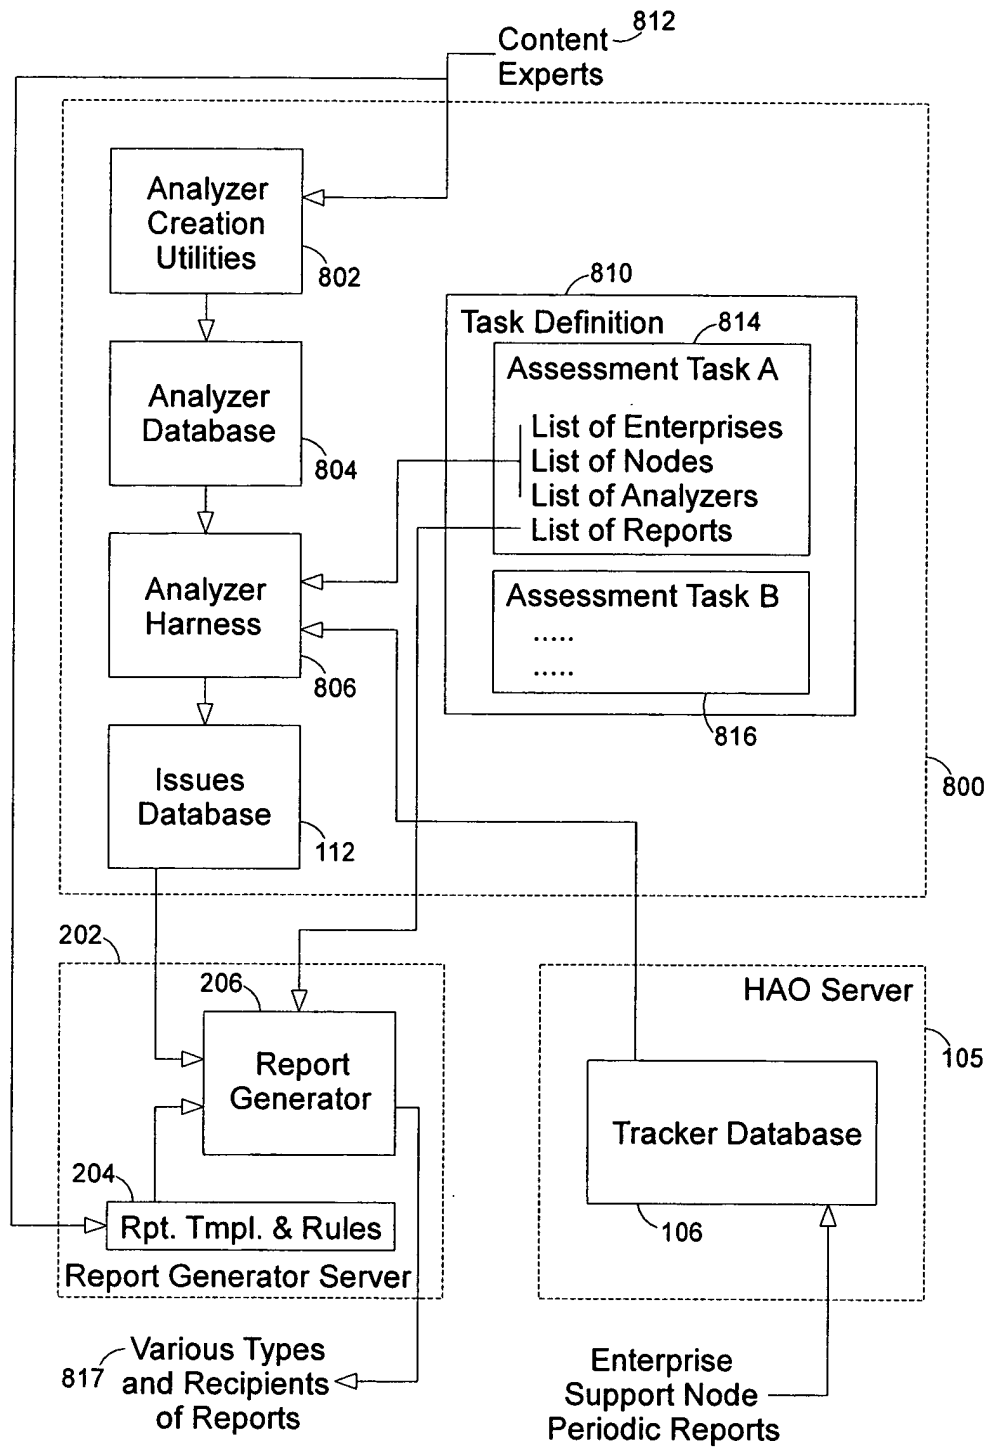 Content 812
Experts
Analyzer
Creation
Utilities
802
810
Task Definition
814
Assessment Task A
List of Enterprises
List of Nodes
List of Analyzers
List of Reports
Analyzer
Database
804
Analyzer
Harness
806
Assessment Task B
.....
.....
816
Issues
Database
112
800
202
206
Report
Generator
204
Rpt. Tmpl. & Rules
Report Generator Server
HAO Server
105
Tracker Database
106
817
Various Types
and Recipients
of Reports
Enterprise
Support Node
Periodic Reports